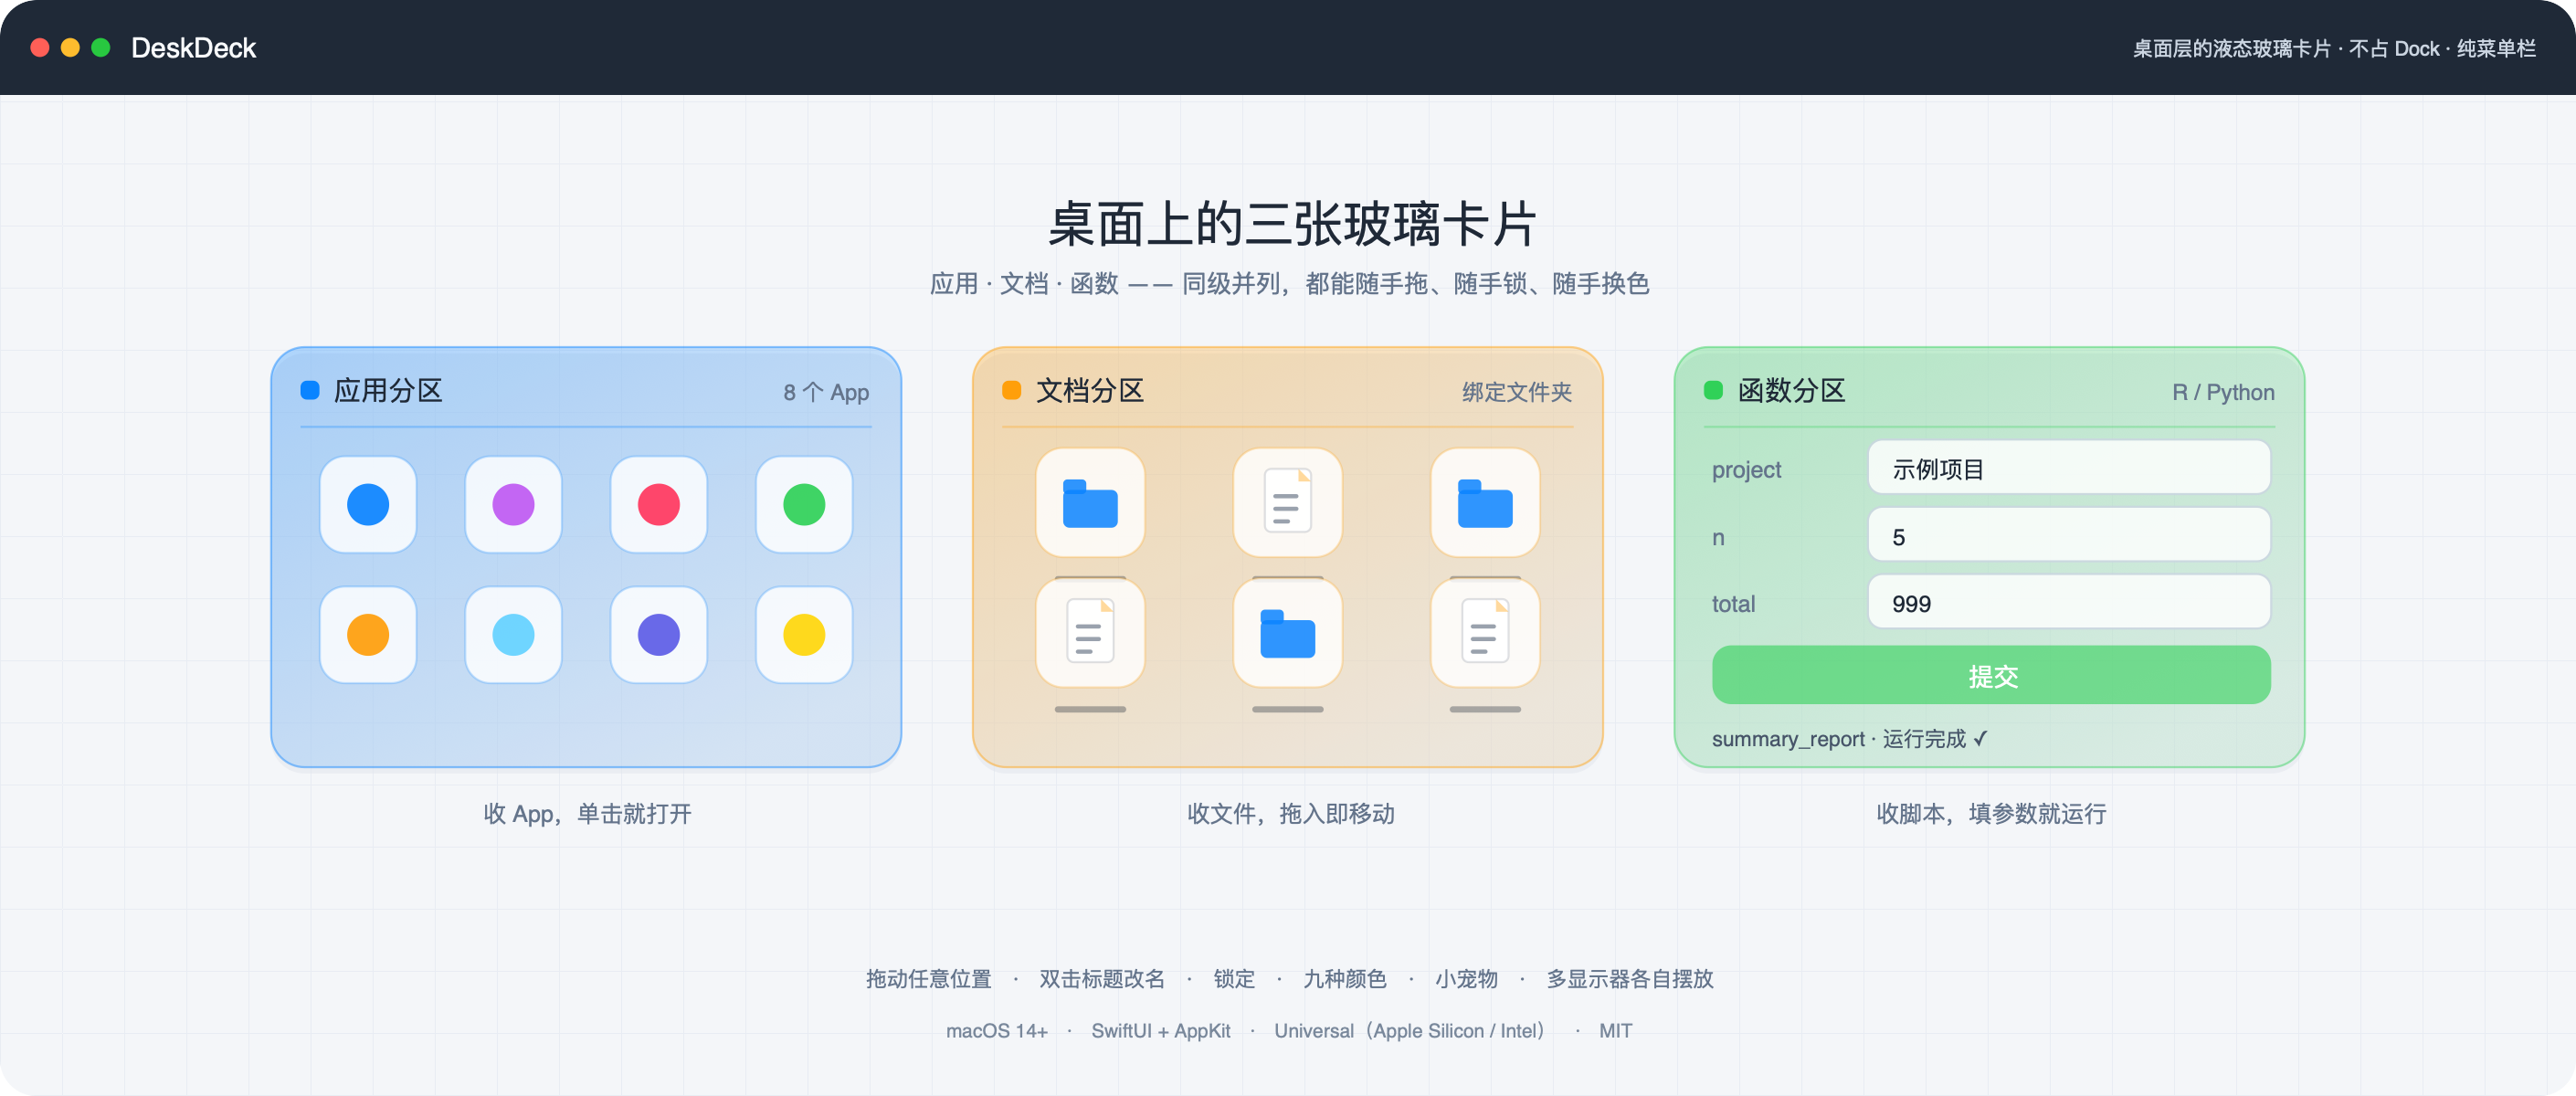 DeskDeck
桌面层的液态玻璃卡片 · 不占 Dock · 纯菜单栏
桌面上的三张玻璃卡片
应用 · 文档 · 函数 —— 同级并列，都能随手拖、随手锁、随手换色
应用分区
8 个 App
文档分区
绑定文件夹
函数分区
R / Python
project
示例项目
n
5
total
999
提交
summary_report · 运行完成 ✓
收 App，单击就打开
收文件，拖入即移动
收脚本，填参数就运行
拖动任意位置 · 双击标题改名 · 锁定 · 九种颜色 · 小宠物 · 多显示器各自摆放
macOS 14+ · SwiftUI + AppKit · Universal（Apple Silicon / Intel） · MIT